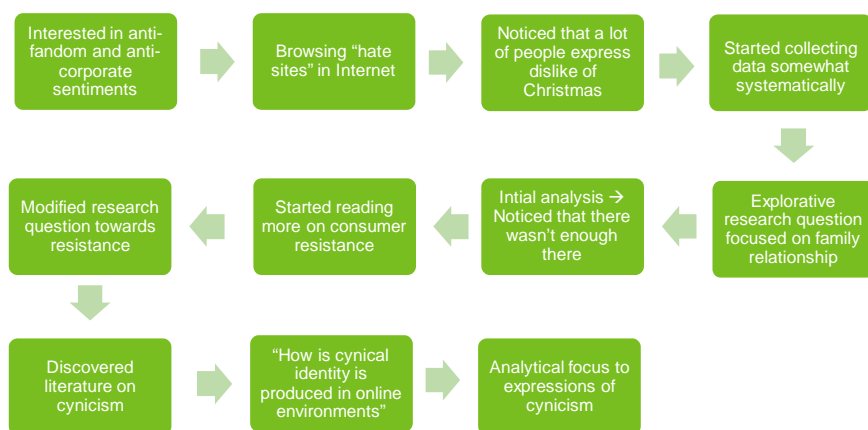 Interested in anti-
fandom and anti-
corporate
sentiments
Browsing “hate
sites” in Internet
Noticed that a lot
of people express
dislike of
Christmas
Started collecting
data somewhat
systematically
Explorative
research question
focused on family
relationship
Intial analysis →
Noticed that there
wasn’t enough
there
Started reading
more on consumer
resistance
Modified research
question towards
resistance
Discovered
literature on
cynicism
“How is cynical
identity is
produced in online
environments”
Analytical focus to
expressions of
cynicism